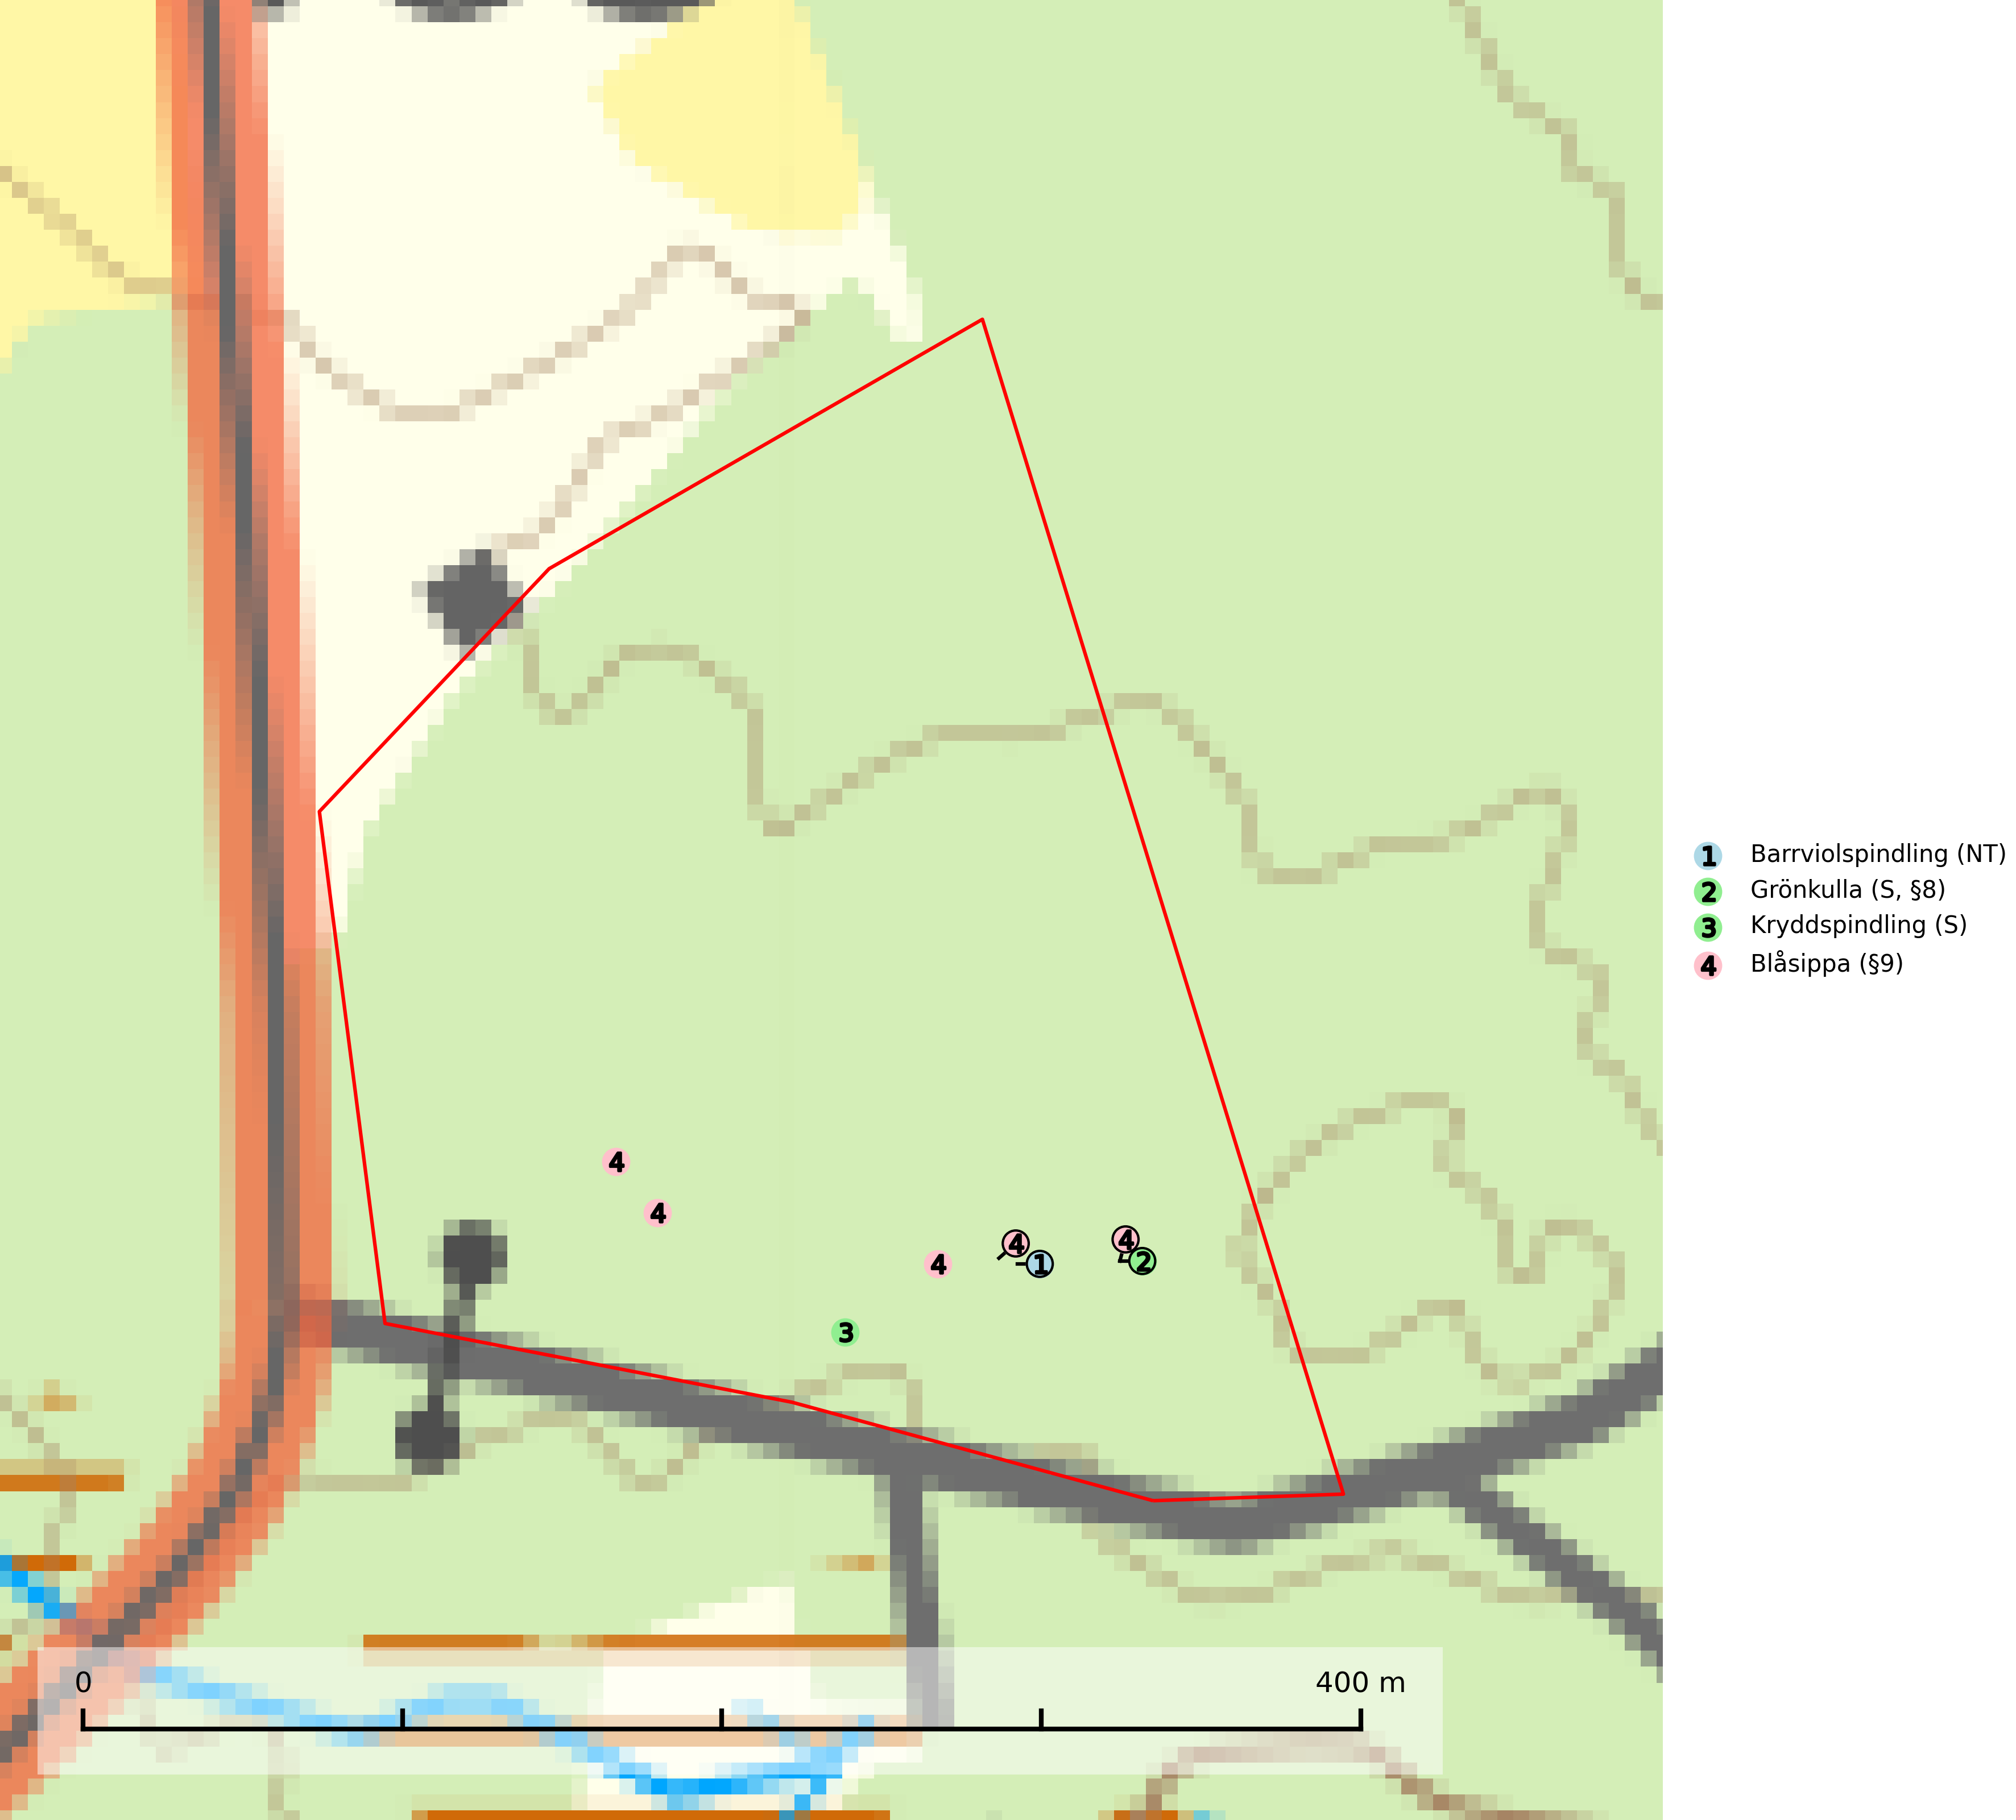 1 Barrviolspindling (NT)
2 Grönkulla (S, §8)
3 Kryddspindling (S)
4 Blåsippa (§9)
4
4
4
4
1
4
2
3
0 400 m